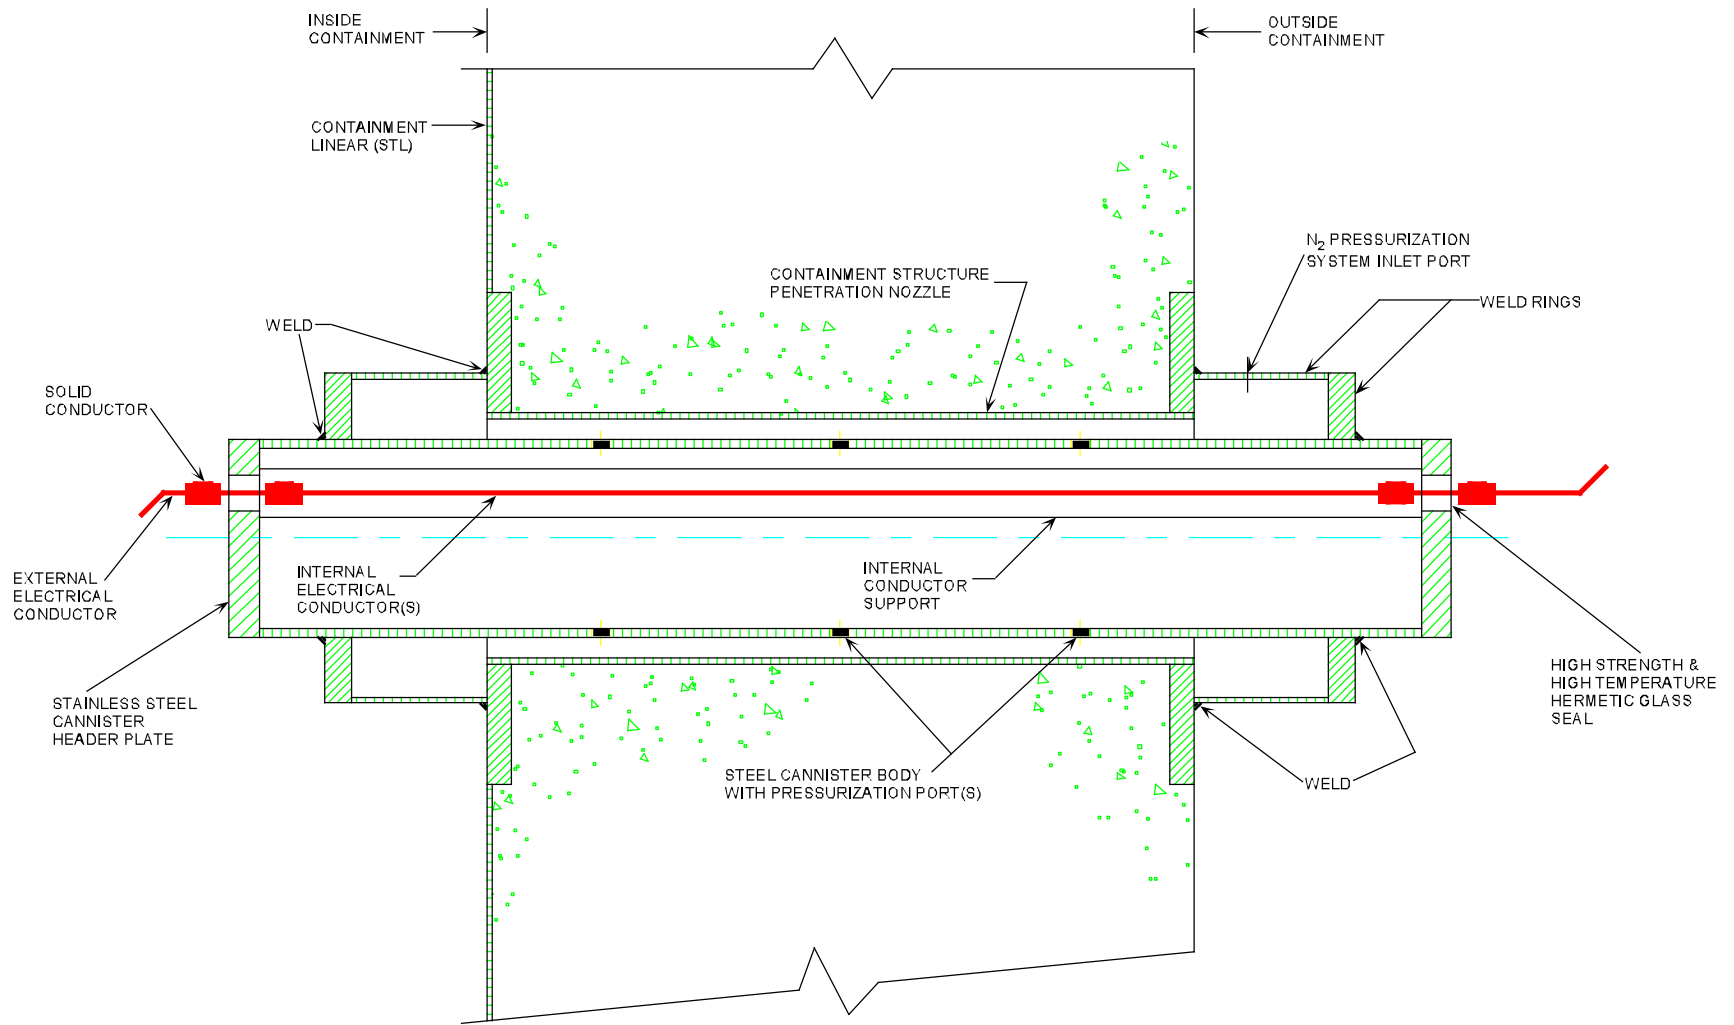 INSIDE
CONTAINMENT
OUTSIDE
CONTAINMENT
CONTAINMENT
LINEAR (STL)
N₂ PRESSURIZATION
SYSTEM INLET PORT
CONTAINMENT STRUCTURE
PENETRATION NOZZLE
WELD RINGS
WELD
SOLID
CONDUCTOR
EXTERNAL
ELECTRICAL
CONDUCTOR
INTERNAL
ELECTRICAL
CONDUCTOR(S)
INTERNAL
CONDUCTOR
SUPPORT
HIGH STRENGTH &
HIGH TEMPERATURE
HERMETIC GLASS
SEAL
STAINLESS STEEL
CANNISTER
HEADER PLATE
STEEL CANNISTER BODY
WITH PRESSURIZATION PORT(S)
WELD